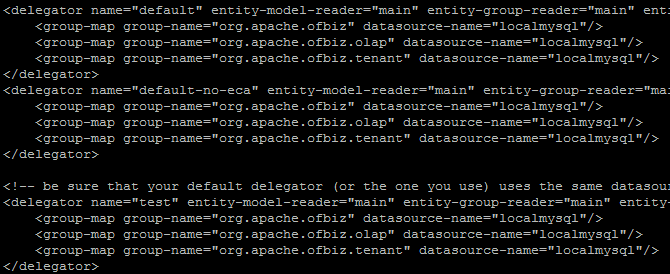 <delegator name="default" entity-model-reader="main" entity-group-reader="main" enti
<group-map group-name="org.apache.ofbiz" datasource-name="localmysql"/>
<group-map group-name="org.apache.ofbiz.olap" datasource-name="localmysql"/>
<group-map group-name="org.apache.ofbiz.tenant" datasource-name="localmysql"/>
</delegator>
<delegator name="default-no-eca" entity-model-reader="main" entity-group-reader="mai
<group-map group-name="org.apache.ofbiz" datasource-name="localmysql"/>
<group-map group-name="org.apache.ofbiz.olap" datasource-name="localmysql"/>
<group-map group-name="org.apache.ofbiz.tenant" datasource-name="localmysql"/>
</delegator>
<!-- be sure that your default delegator (or the one you use) uses the same datasour
<delegator name="test" entity-model-reader="main" entity-group-reader="main" entity-
<group-map group-name="org.apache.ofbiz" datasource-name="localmysql"/>
<group-map group-name="org.apache.ofbiz.olap" datasource-name="localmysql"/>
<group-map group-name="org.apache.ofbiz.tenant" datasource-name="localmysql"/>
</delegator>